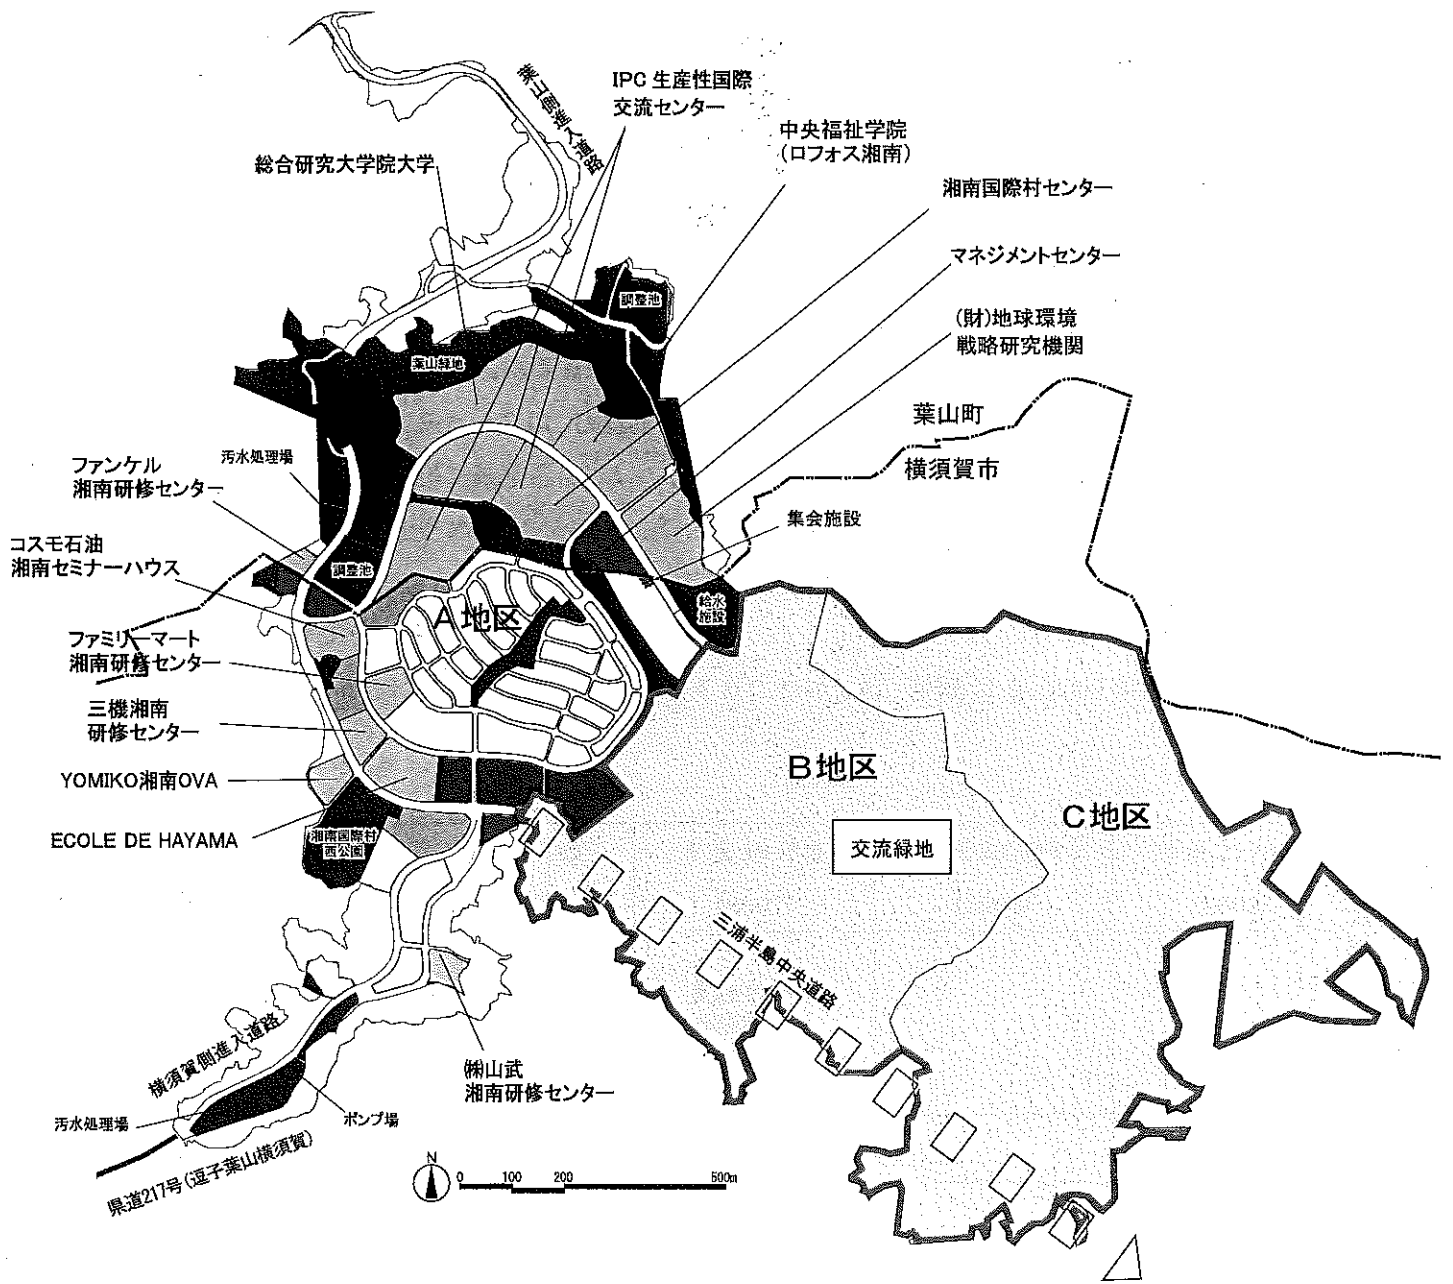 葉山側進入道路
IPC 生産性国際
交流センター
中央福祉学院
(ロフォス湘南)
総合研究大学院大学
湘南国際村センター
マネジメントセンター
調整池
(財)地球環境
戦略研究機関
葉山緑地
葉山町
横須賀市
ファンケル
湘南研修センター
汚水処理場
集会施設
コスモ石油
湘南セミナーハウス
調整池
給水
施設
A地区
ファミリーマート
湘南研修センター
三機湘南
研修センター
B地区
YOMIKO湘南OVA
C地区
ECOLE DE HAYAMA
湘南国際村
西公園
交流緑地
三浦半島中央道路
横須賀側進入道路
㈱山武
湘南研修センター
汚水処理場
ポンプ場
県道217号(逗子葉山横須賀)
N
0 100 200 500m